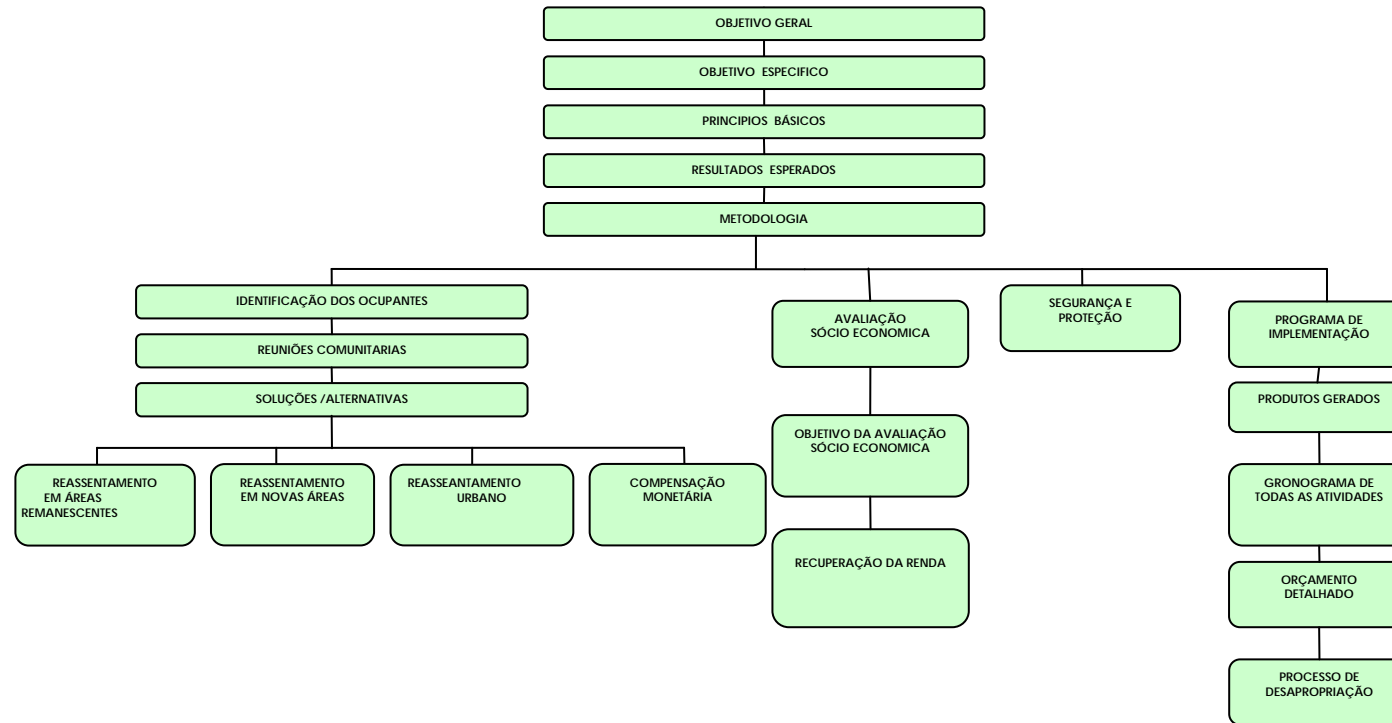 OBJETIVO GERAL
OBJETIVO ESPECIFICO
PRINCIPIOS BÁSICOS
RESULTADOS ESPERADOS
METODOLOGIA
IDENTIFICAÇÃO DOS OCUPANTES
REUNIÕES COMUNITARIAS
SOLUÇÕES /ALTERNATIVAS
REASSENTAMENTO
EM ÁREAS
REMANESCENTES
REASSENTAMENTO
EM NOVAS ÁREAS
REASSEANTAMENTO
URBANO
COMPENSAÇÃO
MONETÁRIA
AVALIAÇÃO
SÓCIO ECONOMICA
OBJETIVO DA AVALIAÇÃO
SÓCIO ECONOMICA
RECUPERAÇÃO DA RENDA
SEGURANÇA E
PROTEÇÃO
PROGRAMA DE
IMPLEMENTAÇÃO
PRODUTOS GERADOS
GRONOGRAMA DE
TODAS AS ATIVIDADES
ORÇAMENTO
DETALHADO
PROCESSO DE
DESAPROPRIAÇÃO